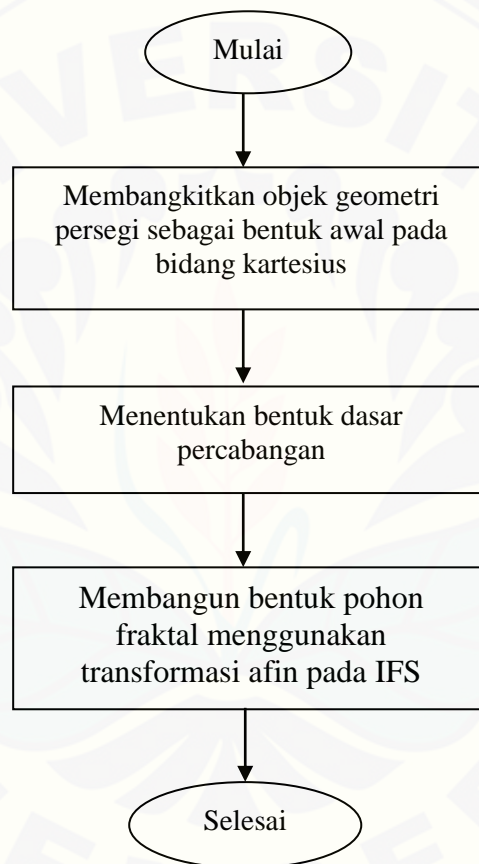 Mulai
Membangkitkan objek geometri
persegi sebagai bentuk awal pada
bidang kartesius
Menentukan bentuk dasar
percabangan
Membangun bentuk pohon
fraktal menggunakan
transformasi afin pada IFS
Selesai